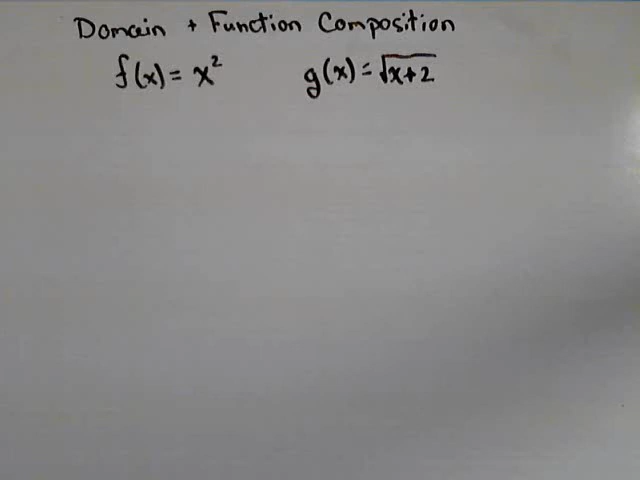 Domain + Function Composition
f(x) = x² g(x) = √x+2